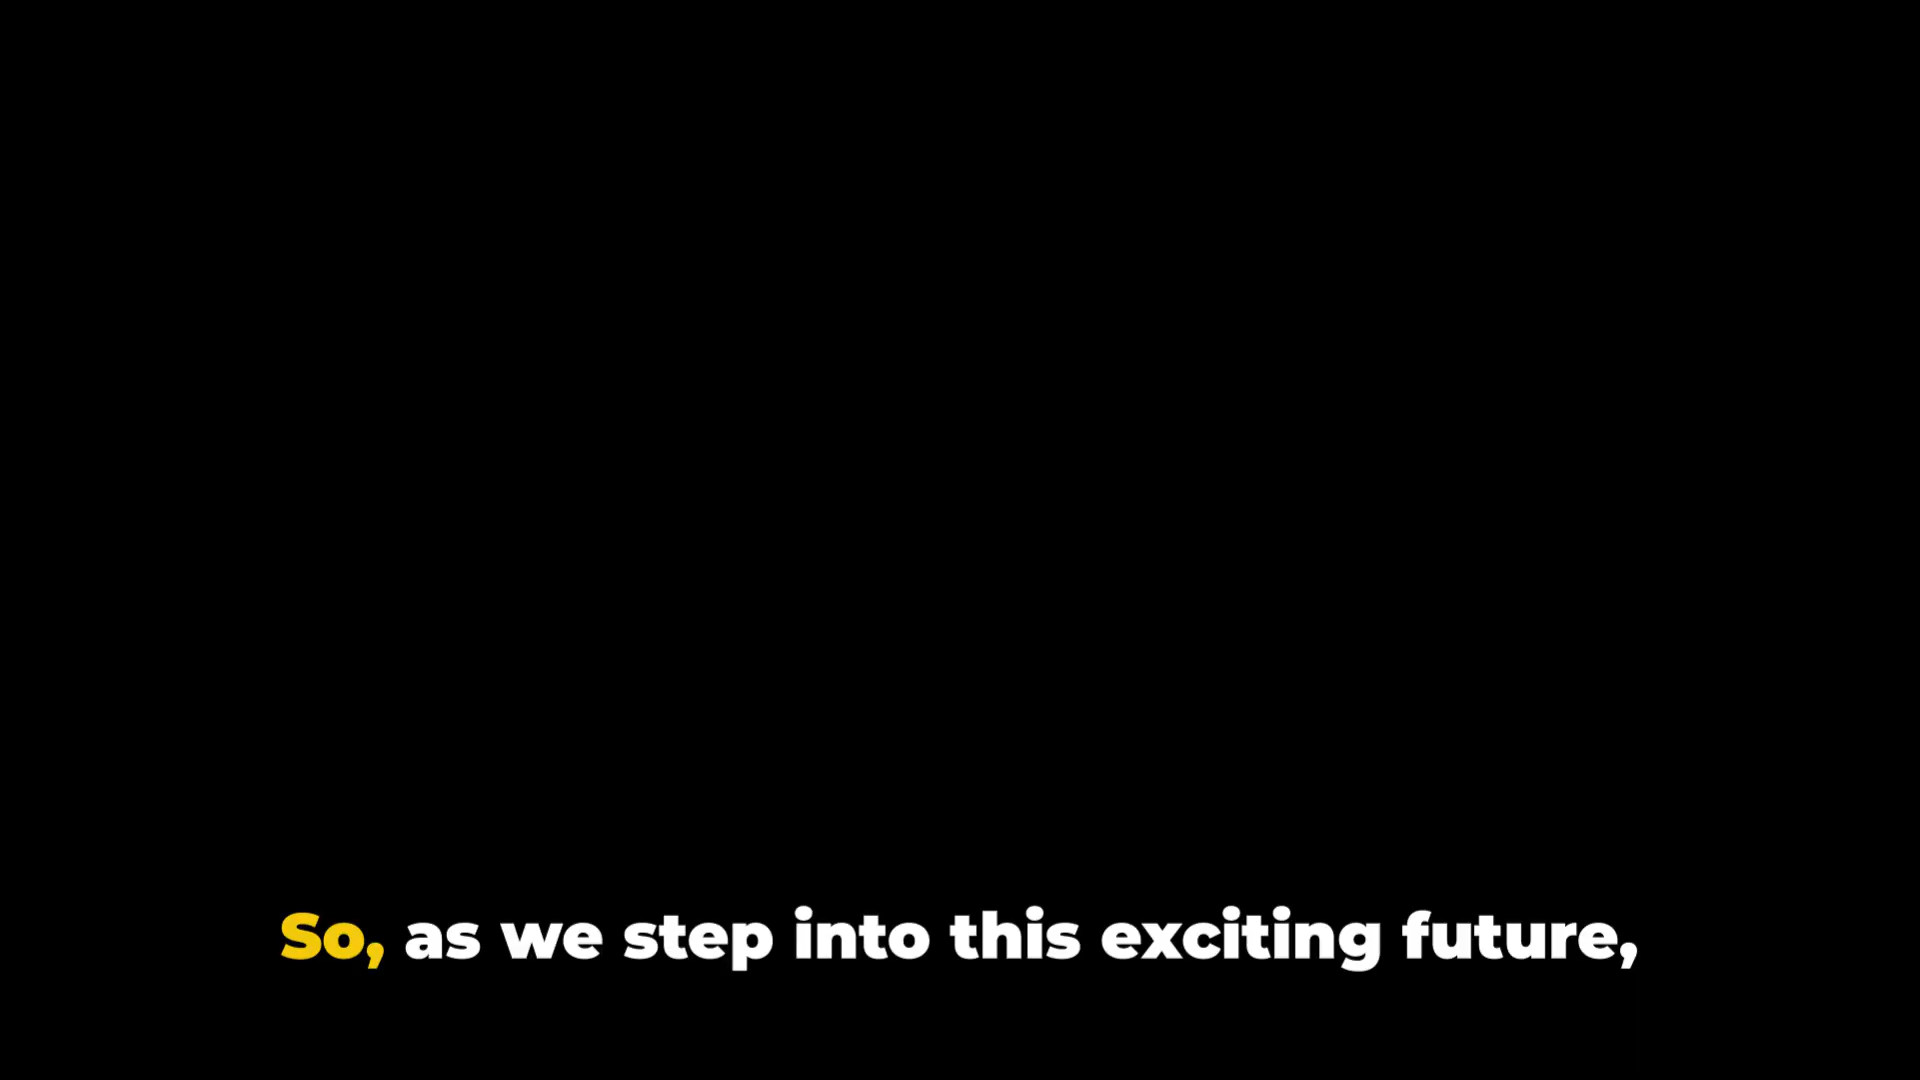 So, as we step into this exciting future,